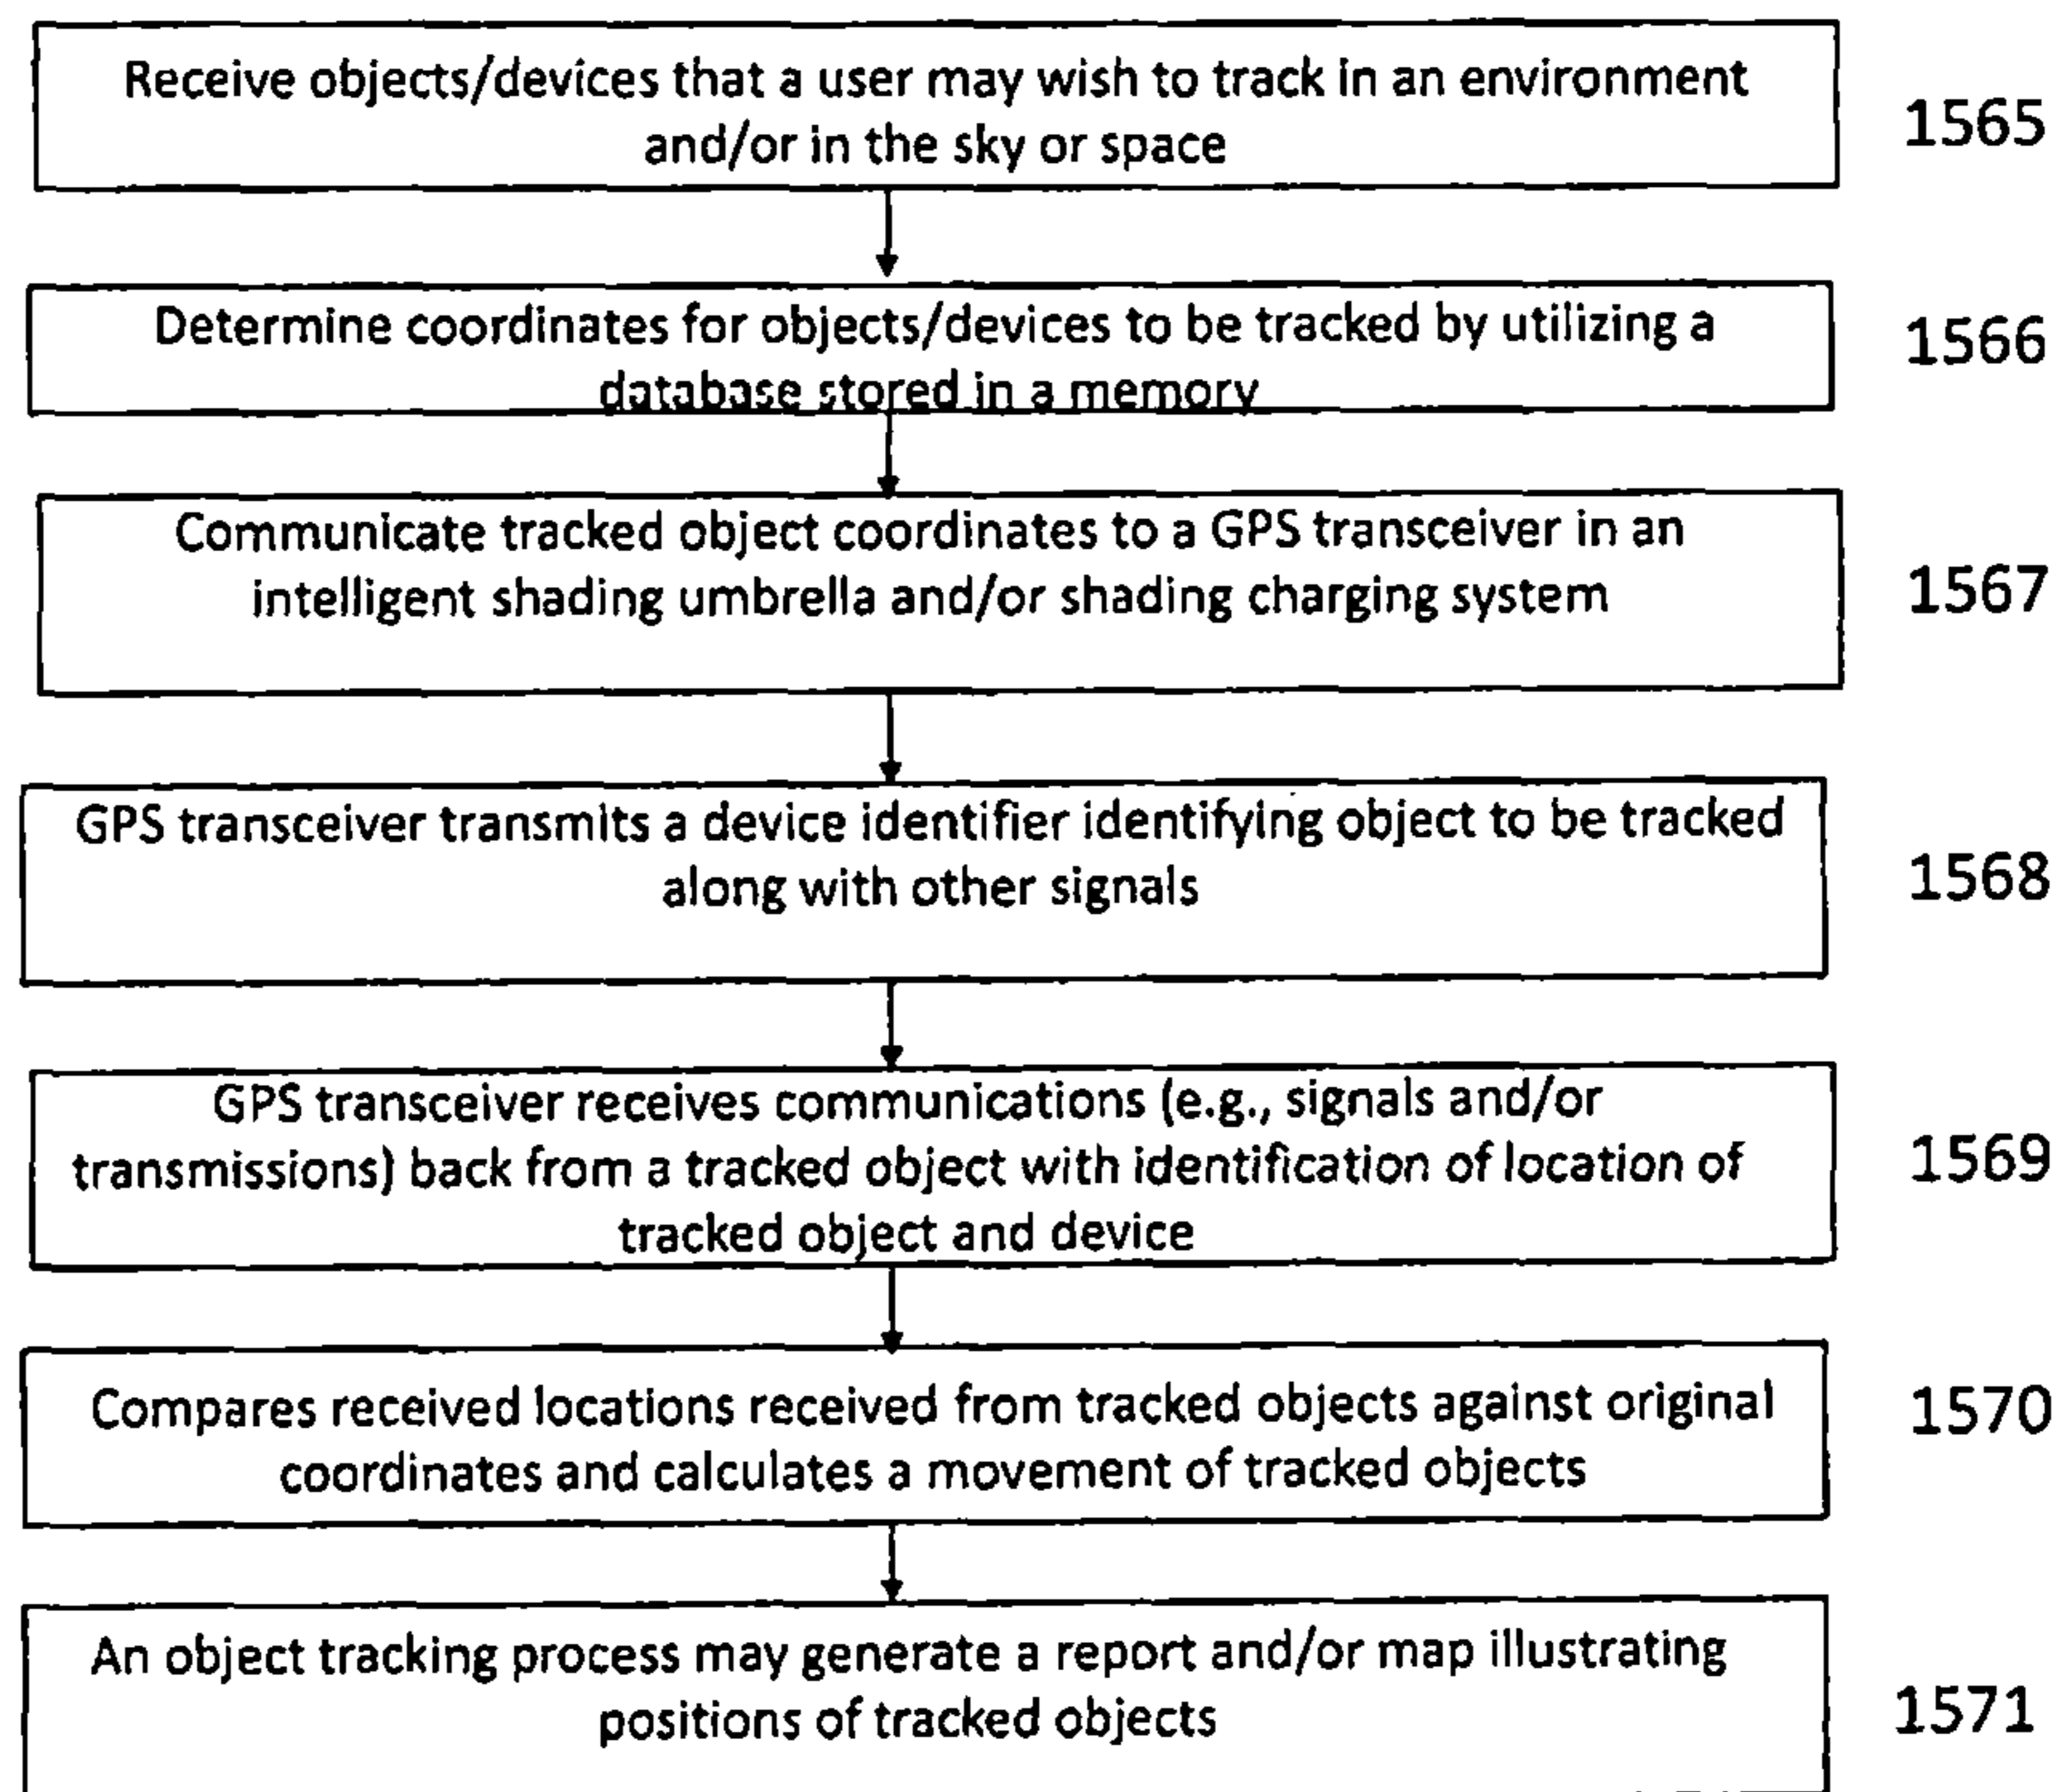 Receive objects/devices that a user may wish to track in an environment
and/or in the sky or space
1565
Determine coordinates for objects/devices to be tracked by utilizing a
database stored in a memory
1566
Communicate tracked object coordinates to a GPS transceiver in an
intelligent shading umbrella and/or shading charging system
1567
GPS transceiver transmits a device identifier identifying object to be tracked
along with other signals
1568
GPS transceiver receives communications (e.g., signals and/or
transmissions) back from a tracked object with identification of location of
tracked object and device
1569
Compares received locations received from tracked objects against original
coordinates and calculates a movement of tracked objects
1570
An object tracking process may generate a report and/or map illustrating
positions of tracked objects
1571